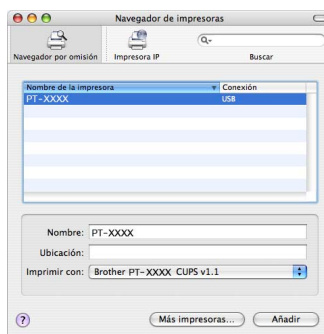 Navegador de impresoras
Navegador por omisión
Impresora IP
Buscar
Nombre de la impresora
Conexión
PT-XXXX
USB
Nombre: PT-XXXX
Ubicación:
Imprimir con: Brother PT-XXXX CUPS v1.1
?
Más impresoras...
Añadir